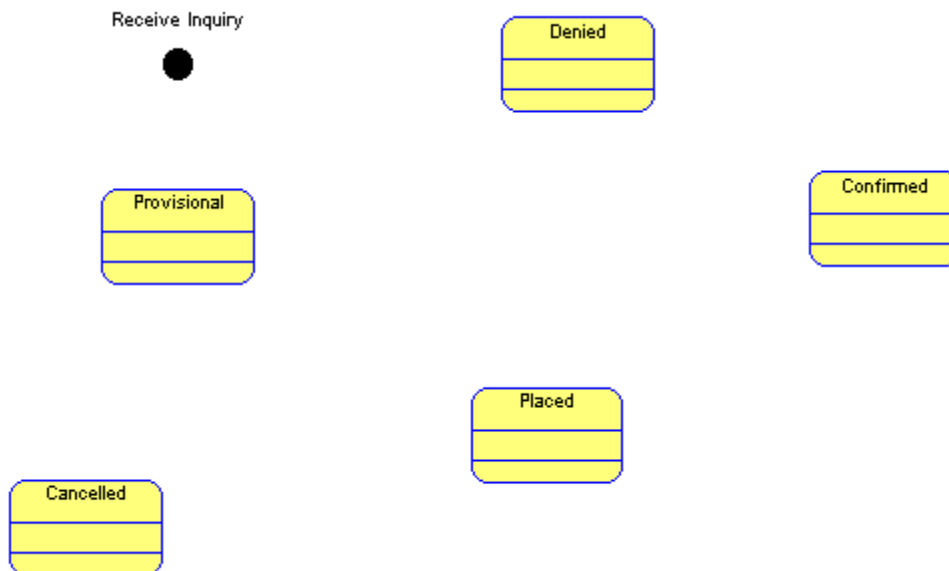 Receive Inquiry
Denied
Provisional
Confirmed
Placed
Cancelled